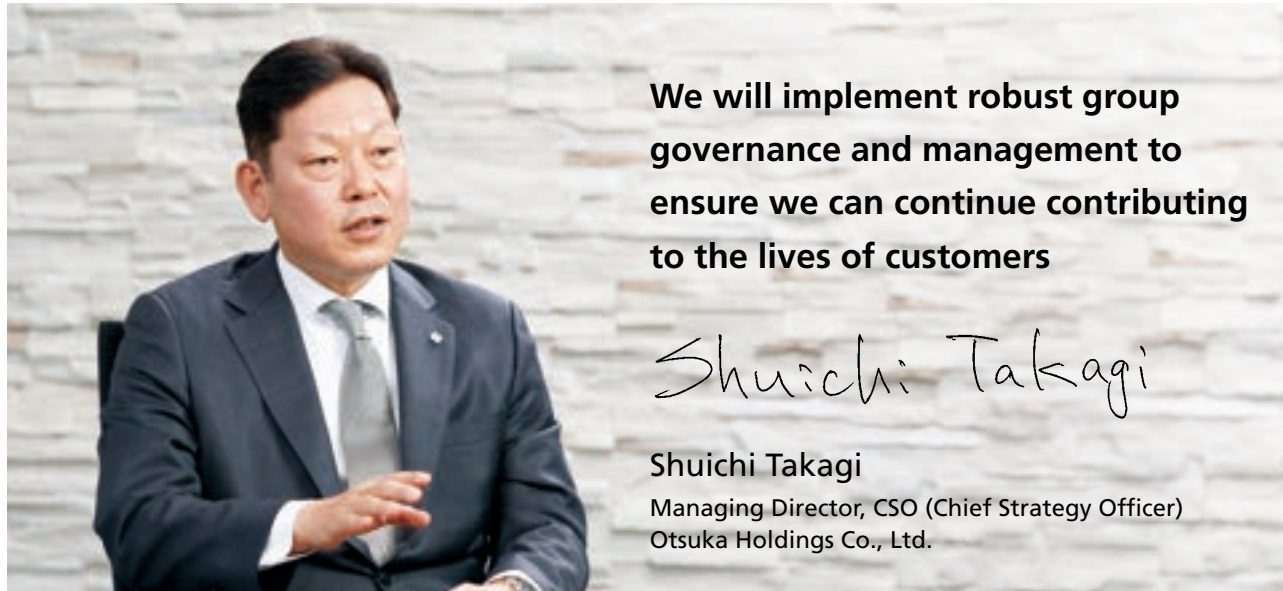 We will implement robust group
governance and management to
ensure we can continue contributing
to the lives of customers
Shuichi Takagi
Shuichi Takagi
Managing Director, CSO (Chief Strategy Officer)
Otsuka Holdings Co., Ltd.